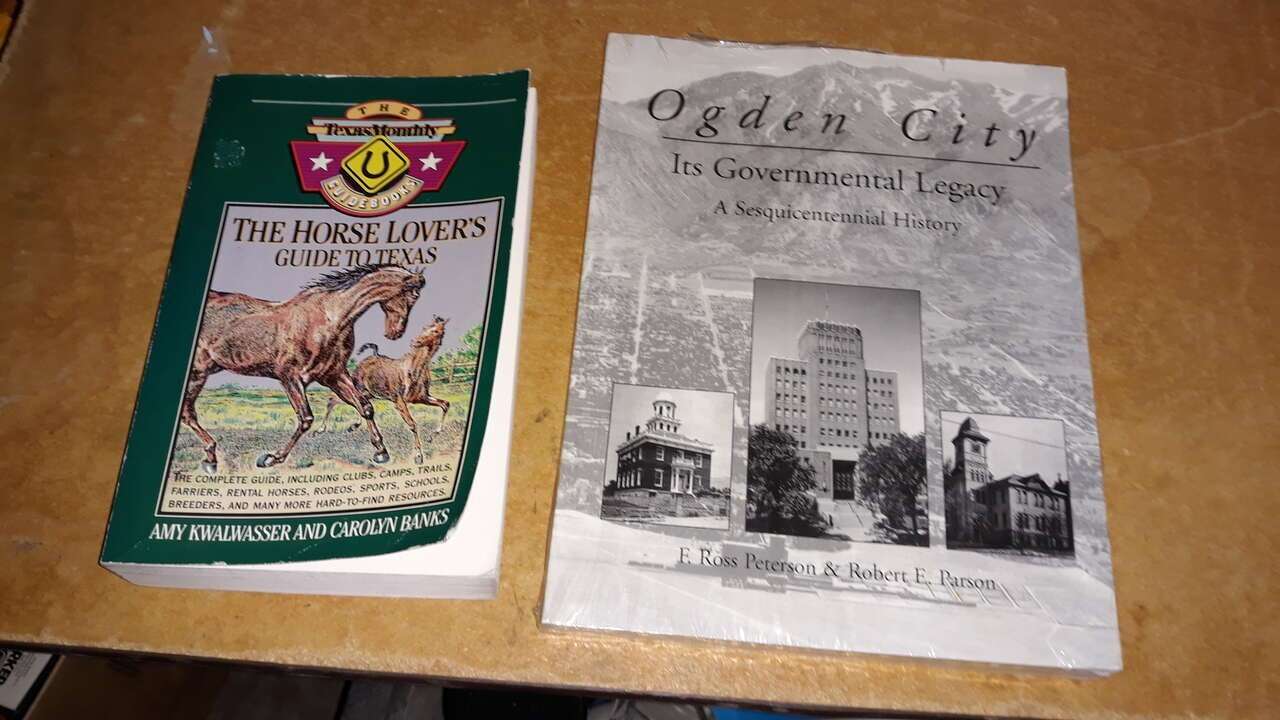 THE
Texas Monthly
GUIDEBOOKS
THE HORSE LOVER'S
GUIDE TO TEXAS
THE COMPLETE GUIDE, INCLUDING CLUBS, CAMPS, TRAILS,
FARRIERS, RENTAL HORSES, RODEOS, SPORTS, SCHOOLS,
BREEDERS, AND MANY MORE HARD-TO-FIND RESOURCES.
AMY KWALWASSER AND CAROLYN BANKS
Ogden City
Its Governmental Legacy
A Sesquicentennial History
F. Ross Peterson & Robert E. Parson